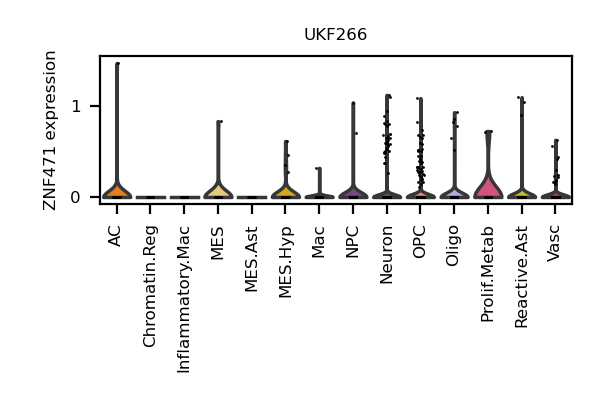 UKF266
ZNF471 expression
1
0
AC
Chromatin.Reg
Inflammatory.Mac
MES
MES.Ast
MES.Hyp
Mac
NPC
Neuron
OPC
Oligo
Prolif.Metab
Reactive.Ast
Vasc